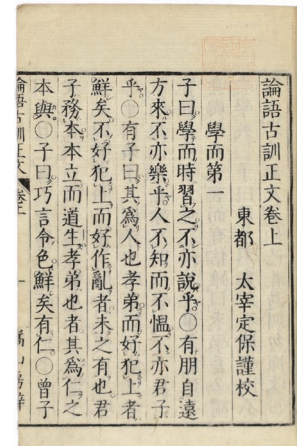 論語古訓正文卷上
東都 太宰定保謹校
學而第一
子曰學而時習之不亦說乎○有朋自遠
方來不亦樂乎人不知而不慍不亦君子
乎○有子曰其爲人也孝弟而好犯上者
鮮矣不好犯上而好作亂者未之有也君
子務本本立而道生孝弟也者其爲仁之
本與○子曰巧言令色鮮矣有仁○曾子
論語古訓正文 卷上 一